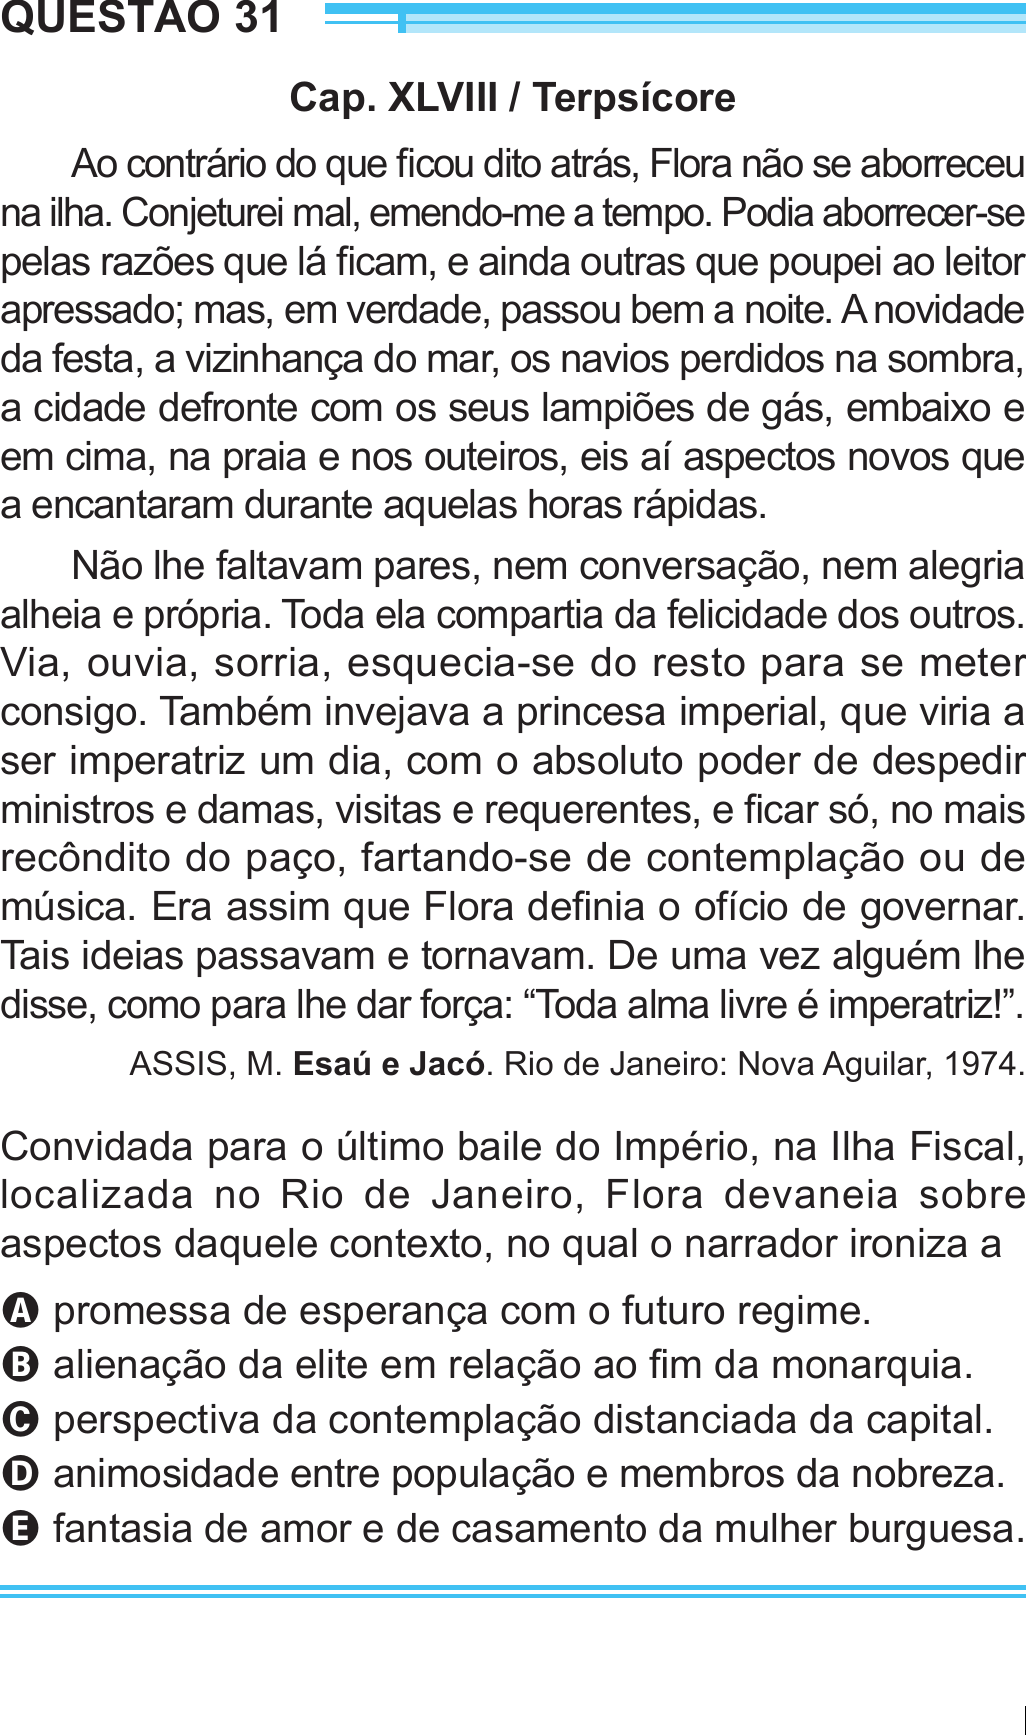 QUESTÃO 31
Cap. XLVIII / Terpsícore
Ao contrário do que ficou dito atrás, Flora não se aborreceu
na ilha. Conjeturei mal, emendo-me a tempo. Podia aborrecer-se
pelas razões que lá ficam, e ainda outras que poupei ao leitor
apressado; mas, em verdade, passou bem a noite. A novidade
da festa, a vizinhança do mar, os navios perdidos na sombra,
a cidade defronte com os seus lampiões de gás, embaixo e
em cima, na praia e nos outeiros, eis aí aspectos novos que
a encantaram durante aquelas horas rápidas.
Não lhe faltavam pares, nem conversação, nem alegria
alheia e própria. Toda ela compartia da felicidade dos outros.
Via, ouvia, sorria, esquecia-se do resto para se meter
consigo. Também invejava a princesa imperial, que viria a
ser imperatriz um dia, com o absoluto poder de despedir
ministros e damas, visitas e requerentes, e ficar só, no mais
recôndito do paço, fartando-se de contemplação ou de
música. Era assim que Flora definia o ofício de governar.
Tais ideias passavam e tornavam. De uma vez alguém lhe
disse, como para lhe dar força: “Toda alma livre é imperatriz!”.
ASSIS, M. Esaú e Jacó. Rio de Janeiro: Nova Aguilar, 1974.
Convidada para o último baile do Império, na Ilha Fiscal,
localizada no Rio de Janeiro, Flora devaneia sobre
aspectos daquele contexto, no qual o narrador ironiza a
A promessa de esperança com o futuro regime.
B alienação da elite em relação ao fim da monarquia.
C perspectiva da contemplação distanciada da capital.
D animosidade entre população e membros da nobreza.
E fantasia de amor e de casamento da mulher burguesa.